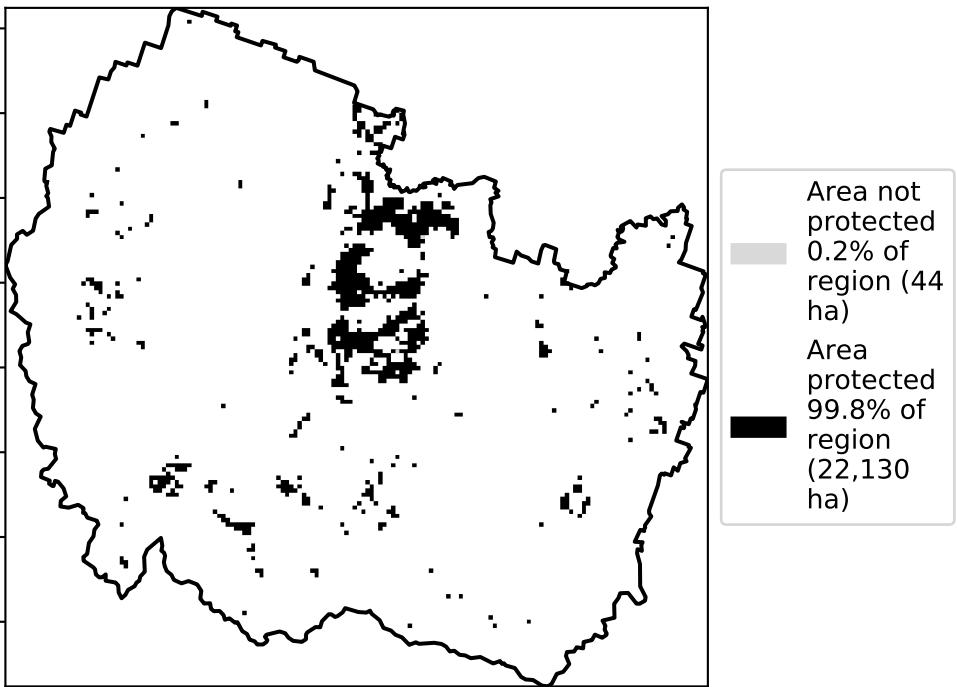 Area not
protected
0.2% of
region (44
ha)
Area
protected
99.8% of
region
(22,130
ha)